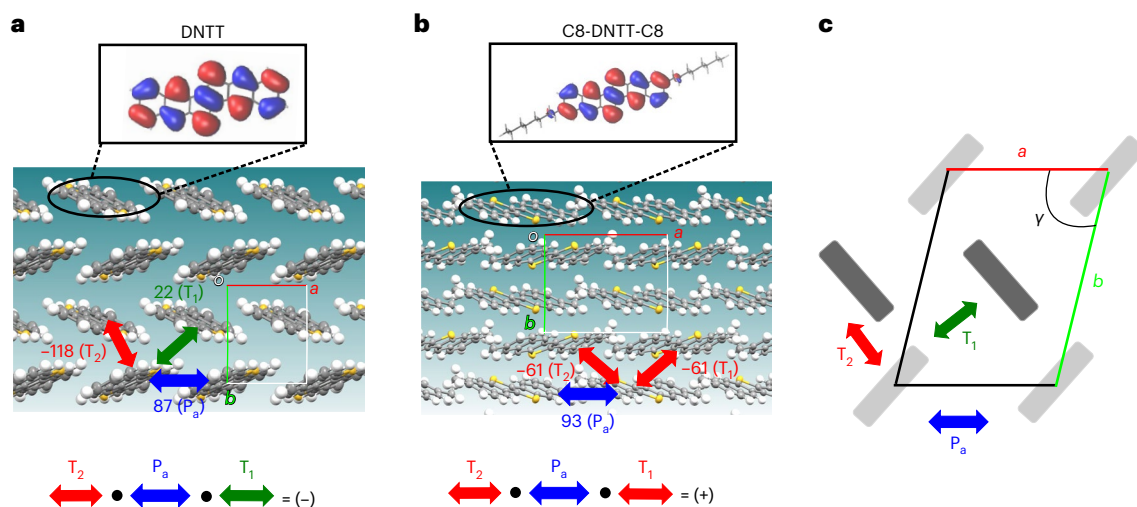 a
DNTT
22 (T₁)
−118 (T₂)
87 (Pₐ)
o
a
b
T₂ Pₐ T₁
= (−)
b
C8-DNTT-C8
o
a
b
−61 (T₂)
−61 (T₁)
93 (Pₐ)
T₂ Pₐ T₁
= (+)
c
a
γ
b
T₁
T₂
Pₐ